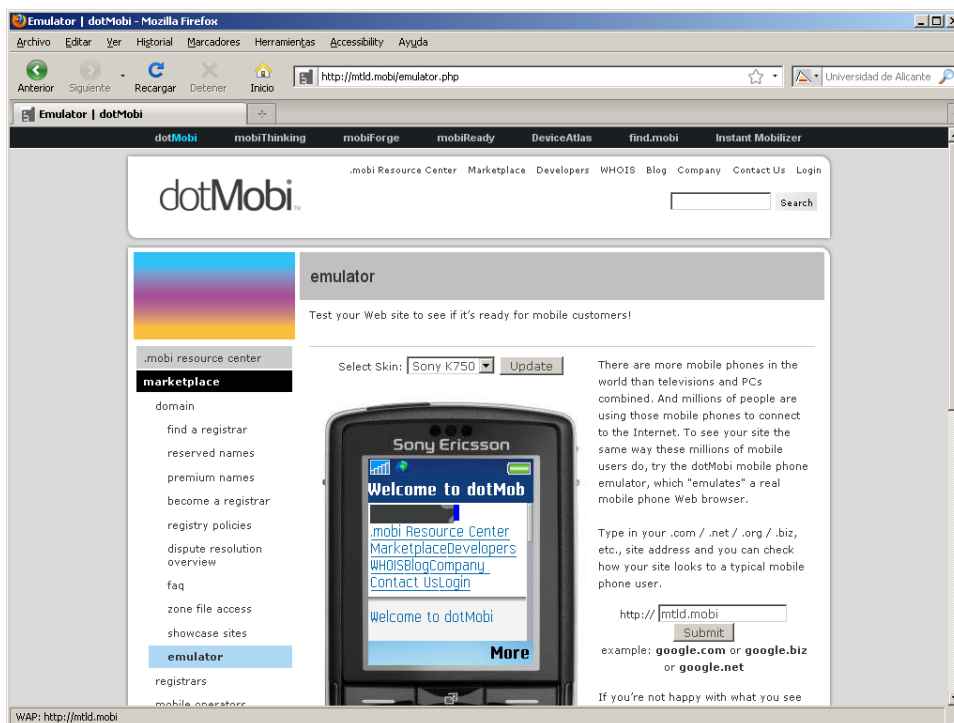 Emulator | dotMobi - Mozilla Firefox
Archivo Editar Ver Historial Marcadores Herramientas Accessibility Ayuda
Anterior Siguiente Recargar Detener Inicio http://mtld.mobi/emulator.php Universidad de Alicante
Emulator | dotMobi
dotMobi mobiThinking mobiForge mobiReady DeviceAtlas find.mobi Instant Mobilizer
.mobi Resource Center Marketplace Developers WHOIS Blog Company Contact Us Login
dotMobi™
Search
emulator
Test your Web site to see if it's ready for mobile customers!
.mobi resource center
marketplace
domain
find a registrar
reserved names
premium names
become a registrar
registry policies
dispute resolution
overview
faq
zone file access
showcase sites
emulator
registrars
mobile operators
Select Skin: Sony K750 Update
Sony Ericsson
Welcome to dotMob
.mobi Resource Center
MarketplaceDevelopers
WHOISBlogCompany
Contact UsLogin
Welcome to dotMobi
More
There are more mobile phones in the
world than televisions and PCs
combined. And millions of people are
using those mobile phones to connect
to the Internet. To see your site the
same way these millions of mobile
users do, try the dotMobi mobile phone
emulator, which "emulates" a real
mobile phone Web browser.
Type in your .com / .net / .org / .biz,
etc., site address and you can check
how your site looks to a typical mobile
phone user.
http:// mtld.mobi
Submit
example: google.com or google.biz
or google.net
If you're not happy with what you see
WAP: http://mtld.mobi